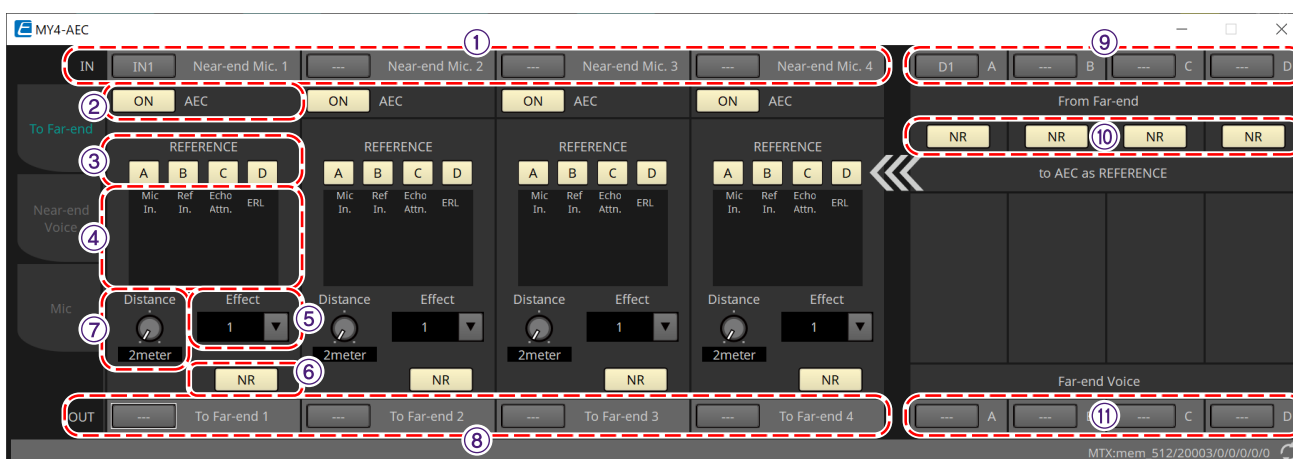 MY4-AEC
①
⑨
IN IN1 Near-end Mic. 1 --- Near-end Mic. 2 --- Near-end Mic. 3 --- Near-end Mic. 4 D1 A --- B --- C --- D
② ON AEC ON AEC ON AEC ON AEC From Far-end
To Far-end
NR NR ⑩ NR NR
③ REFERENCE REFERENCE REFERENCE REFERENCE
A B C D A B C D A B C D A B C D to AEC as REFERENCE
Mic In. Ref In. Echo Attn. ERL Mic In. Ref In. Echo Attn. ERL Mic In. Ref In. Echo Attn. ERL Mic In. Ref In. Echo Attn. ERL
Near-end Voice
④
Mic
Distance Effect Distance Effect Distance Effect Distance Effect
⑦ 1 ⑤ 1 1 1
2meter 2meter 2meter 2meter
NR ⑥ NR NR NR Far-end Voice
OUT --- To Far-end 1 --- To Far-end 2 --- To Far-end 3 --- To Far-end 4 --- A --- B ⑪ --- C --- D
⑧
MTX:mem_512/20003/0/0/0/0/0